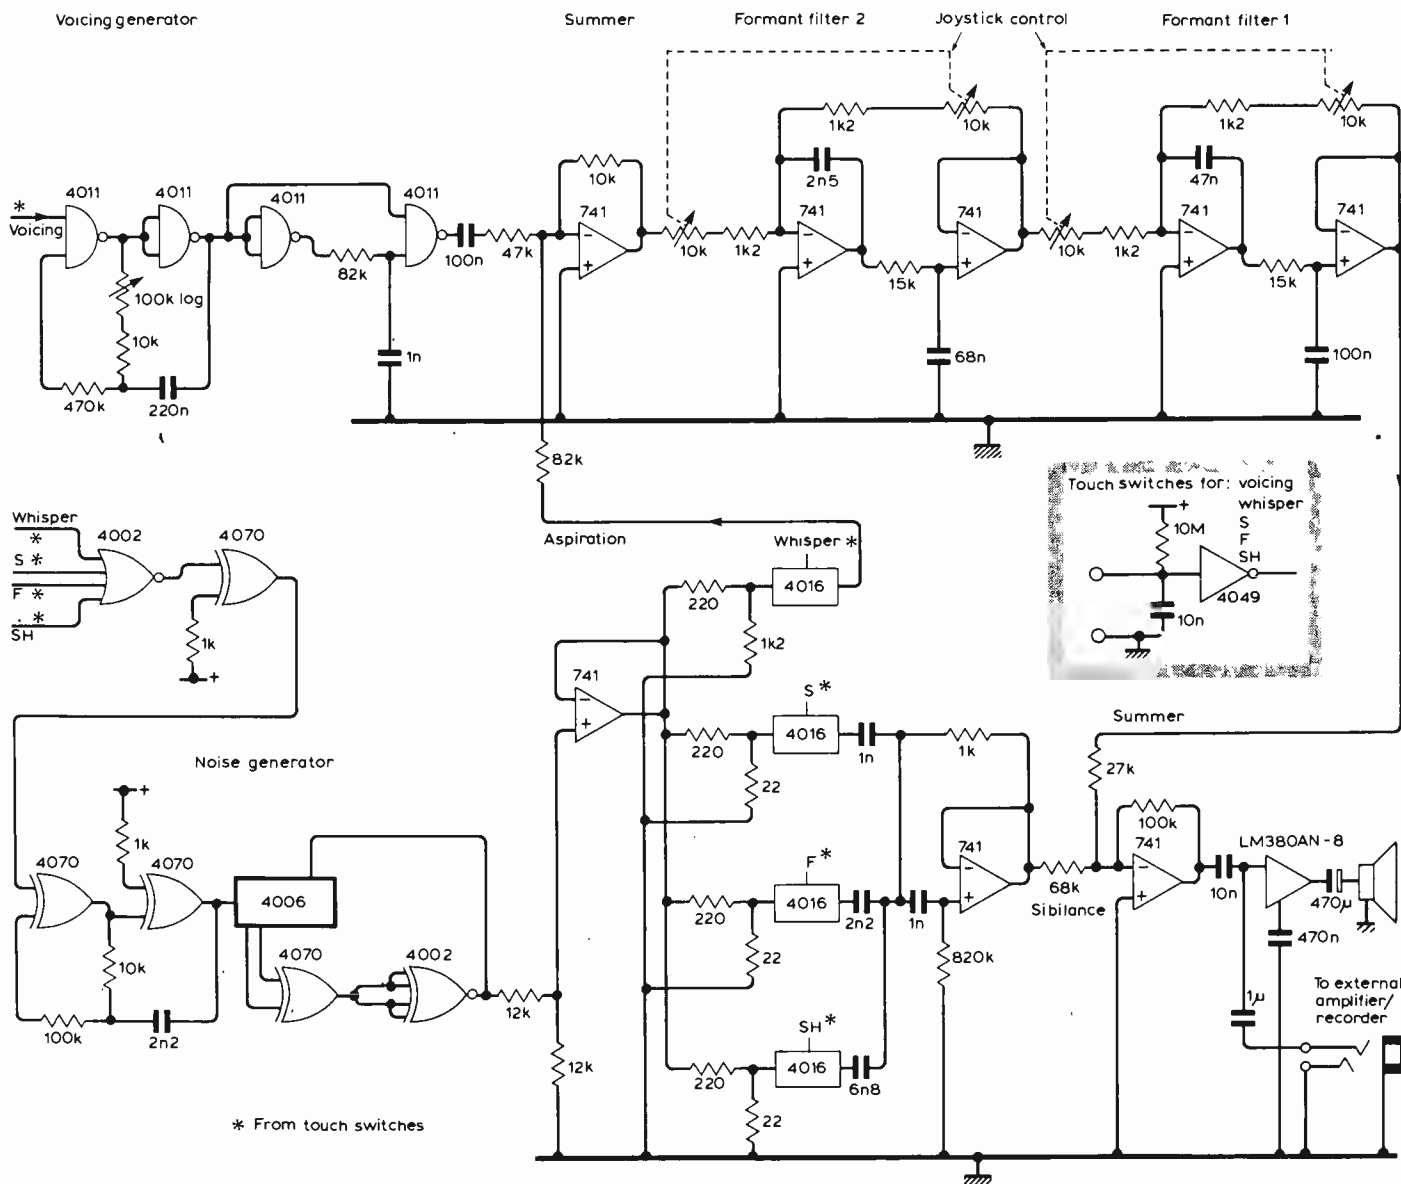 Voicing generator
Summer
Formant filter 2
Joystick control
Formant filter 1
1k2
10k
1k2
10k
10k
2n5
47n
4011
4011
4011
4011
*
Voicing
741
741
741
741
741
100n
47k
10k
1k2
10k
1k2
82k
15k
15k
100k log
10k
1n
68n
100n
470k
220n
82k
Touch switches for: voicing
whisper
S
F
SH
+
10M
4049
10n
Whisper
*
4002
4070
S *
F *
*
SH
1k
+
Aspiration
Whisper *
4016
220
1k2
741
S *
4016
220
1n
1k
22
Summer
27k
Noise generator
+
1k
4070
4070
4006
4070
4002
10k
100k
2n2
12k
12k
F *
4016
220
2n2
1n
22
741
820k
68k
Sibilance
100k
741
10n
LM380AN-8
470µ
470n
1µ
To external
amplifier/
recorder
SH *
4016
220
6n8
22
* From touch switches